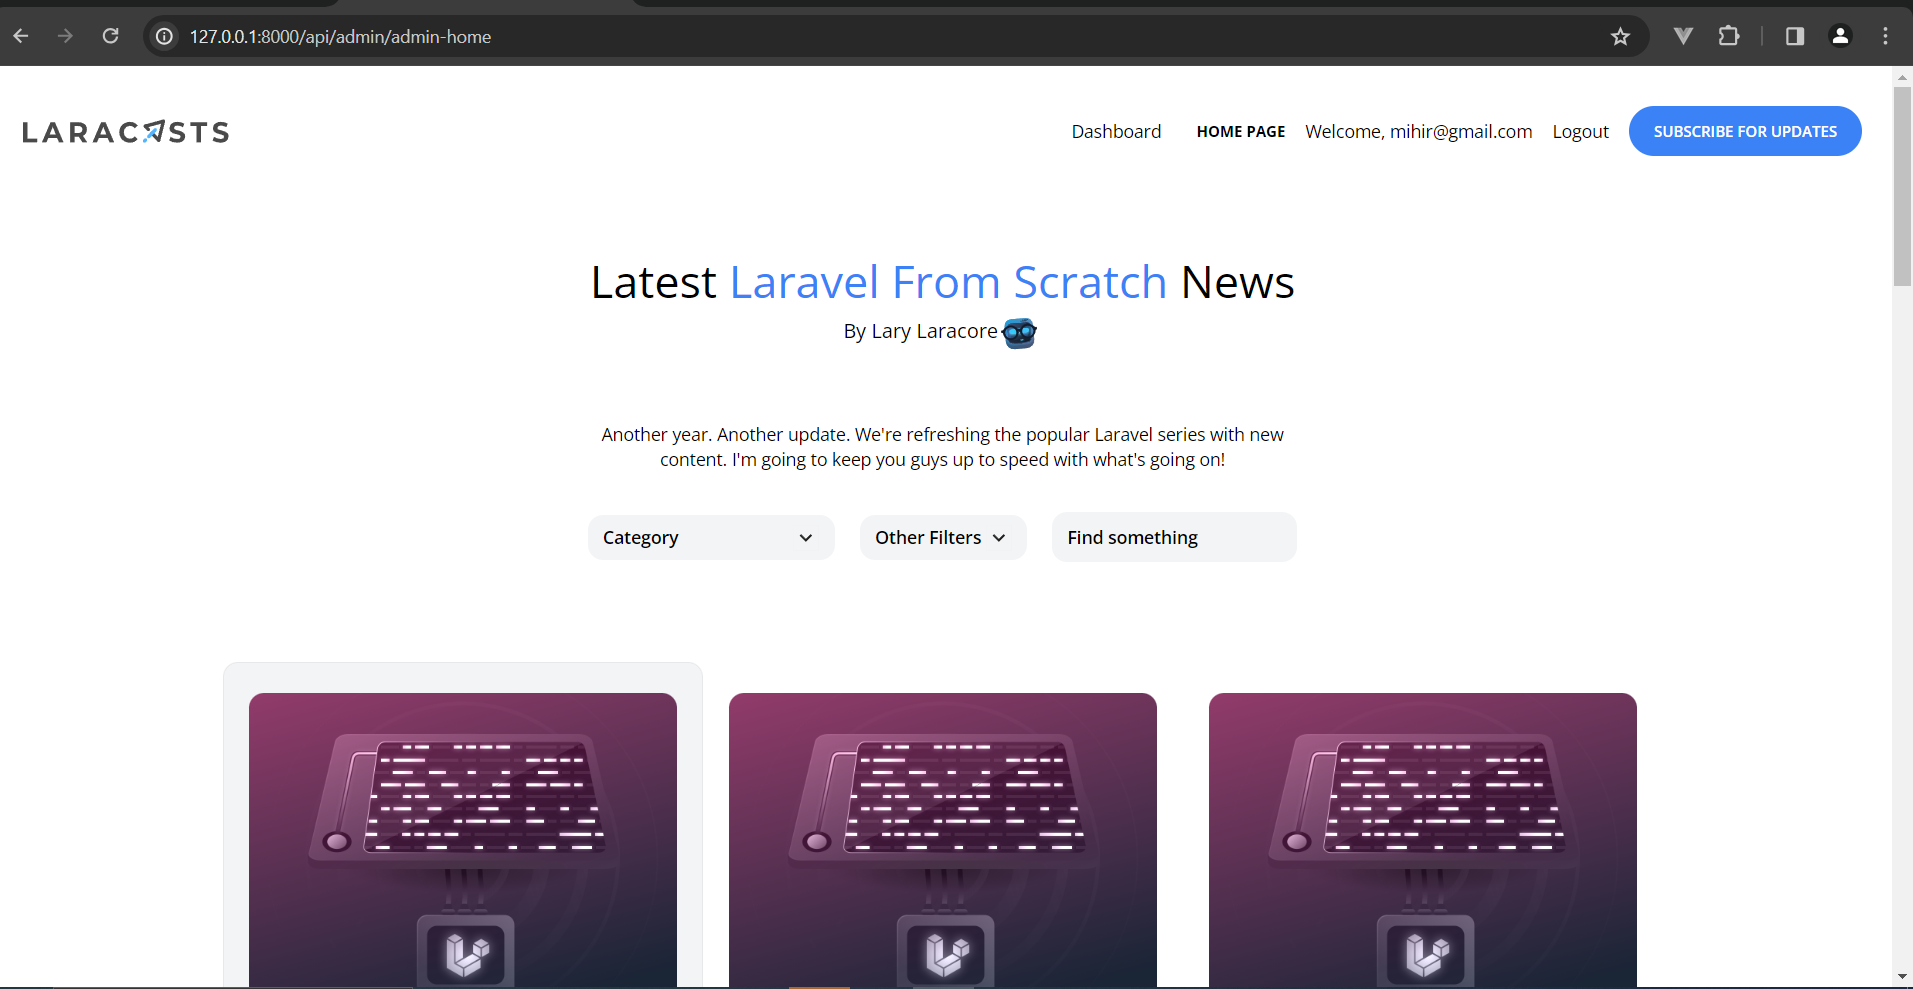 127.0.0.1:8000/api/admin/admin-home
LARACASTS
Dashboard
HOME PAGE
Welcome, mihir@gmail.com
Logout
SUBSCRIBE FOR UPDATES
Latest Laravel From Scratch News
By Lary Laracore
Another year. Another update. We're refreshing the popular Laravel series with new
content. I'm going to keep you guys up to speed with what's going on!
Category
Other Filters
Find something